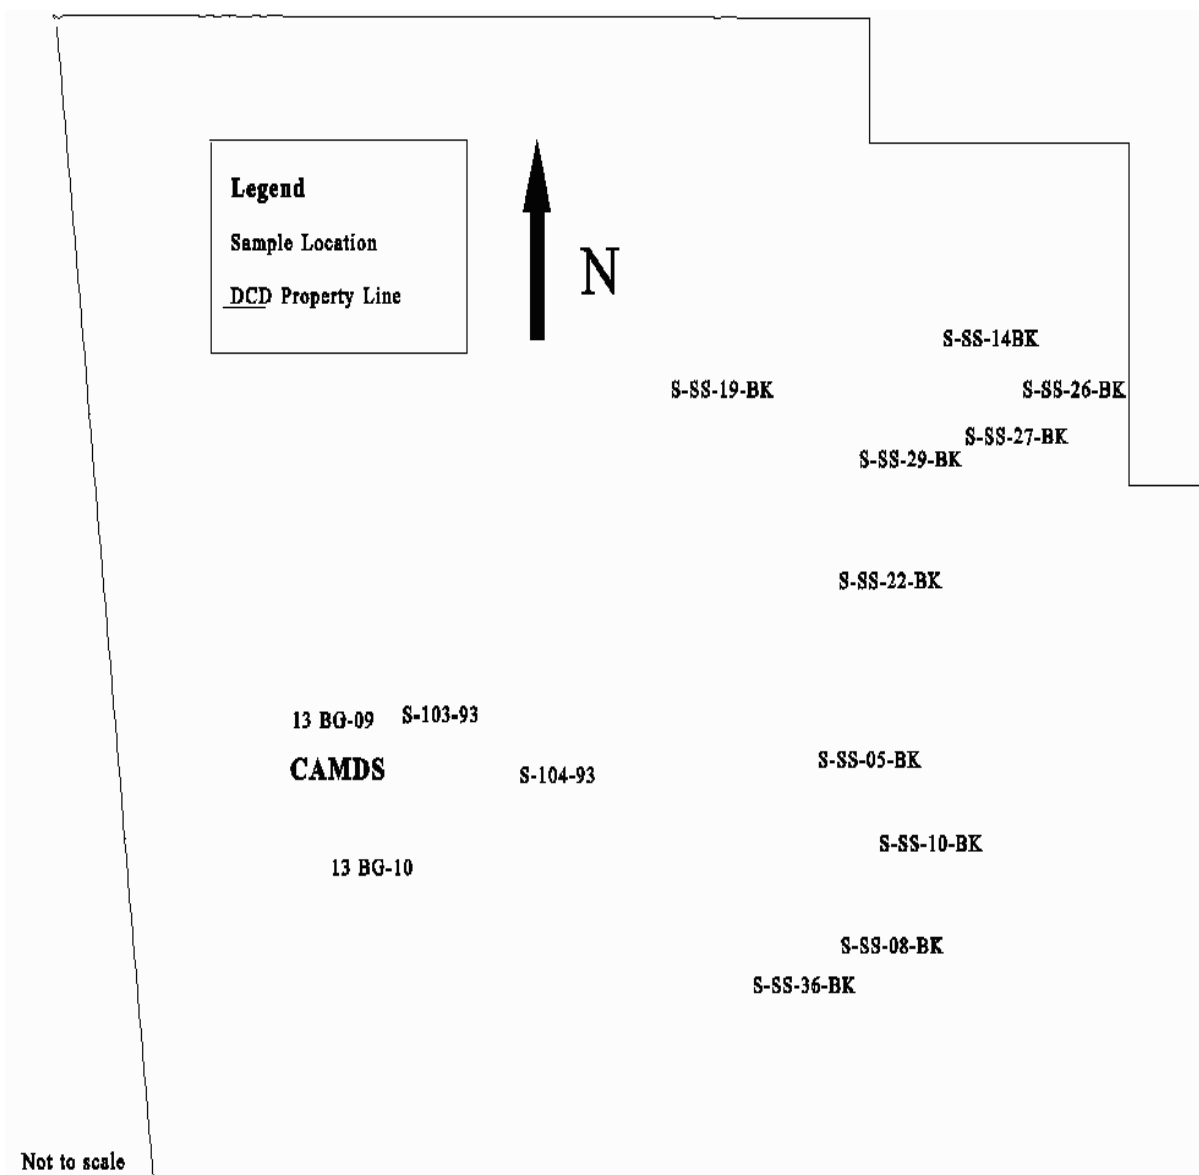 Legend
Sample Location
DCD Property Line
N
S-SS-14BK
S-SS-19-BK
S-SS-26-BK
S-SS-27-BK
S-SS-29-BK
S-SS-22-BK
13 BG-09
S-103-93
CAMDS
S-104-93
S-SS-05-BK
S-SS-10-BK
13 BG-10
S-SS-08-BK
S-SS-36-BK
Not to scale